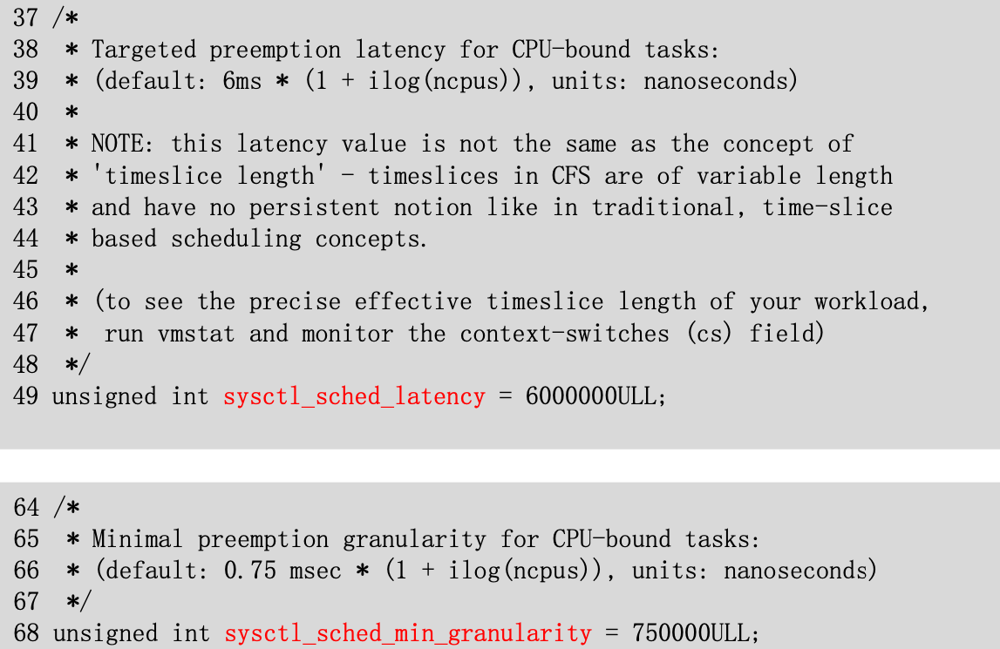 37 /*
38  * Targeted preemption latency for CPU-bound tasks:
39  * (default: 6ms * (1 + ilog(ncpus)), units: nanoseconds)
40  *
41  * NOTE: this latency value is not the same as the concept of
42  * 'timeslice length' - timeslices in CFS are of variable length
43  * and have no persistent notion like in traditional, time-slice
44  * based scheduling concepts.
45  *
46  * (to see the precise effective timeslice length of your workload,
47  *  run vmstat and monitor the context-switches (cs) field)
48  */
49 unsigned int sysctl_sched_latency = 6000000ULL;
64 /*
65  * Minimal preemption granularity for CPU-bound tasks:
66  * (default: 0.75 msec * (1 + ilog(ncpus)), units: nanoseconds)
67  */
68 unsigned int sysctl_sched_min_granularity = 750000ULL;